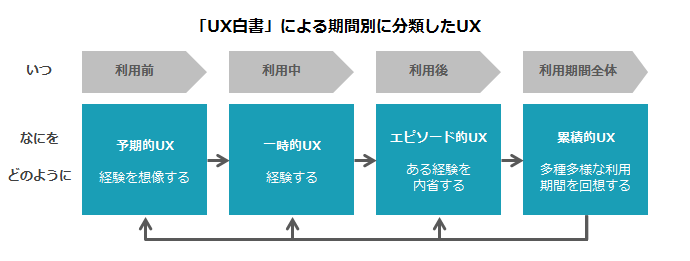 「UX白書」による期間別に分類したUX
いつ
利用前
利用中
利用後
利用期間全体
なにを
どのように
予期的UX
経験を想像する
一時的UX
経験する
エピソード的UX
ある経験を
内省する
累積的UX
多種多様な利用
期間を回想する